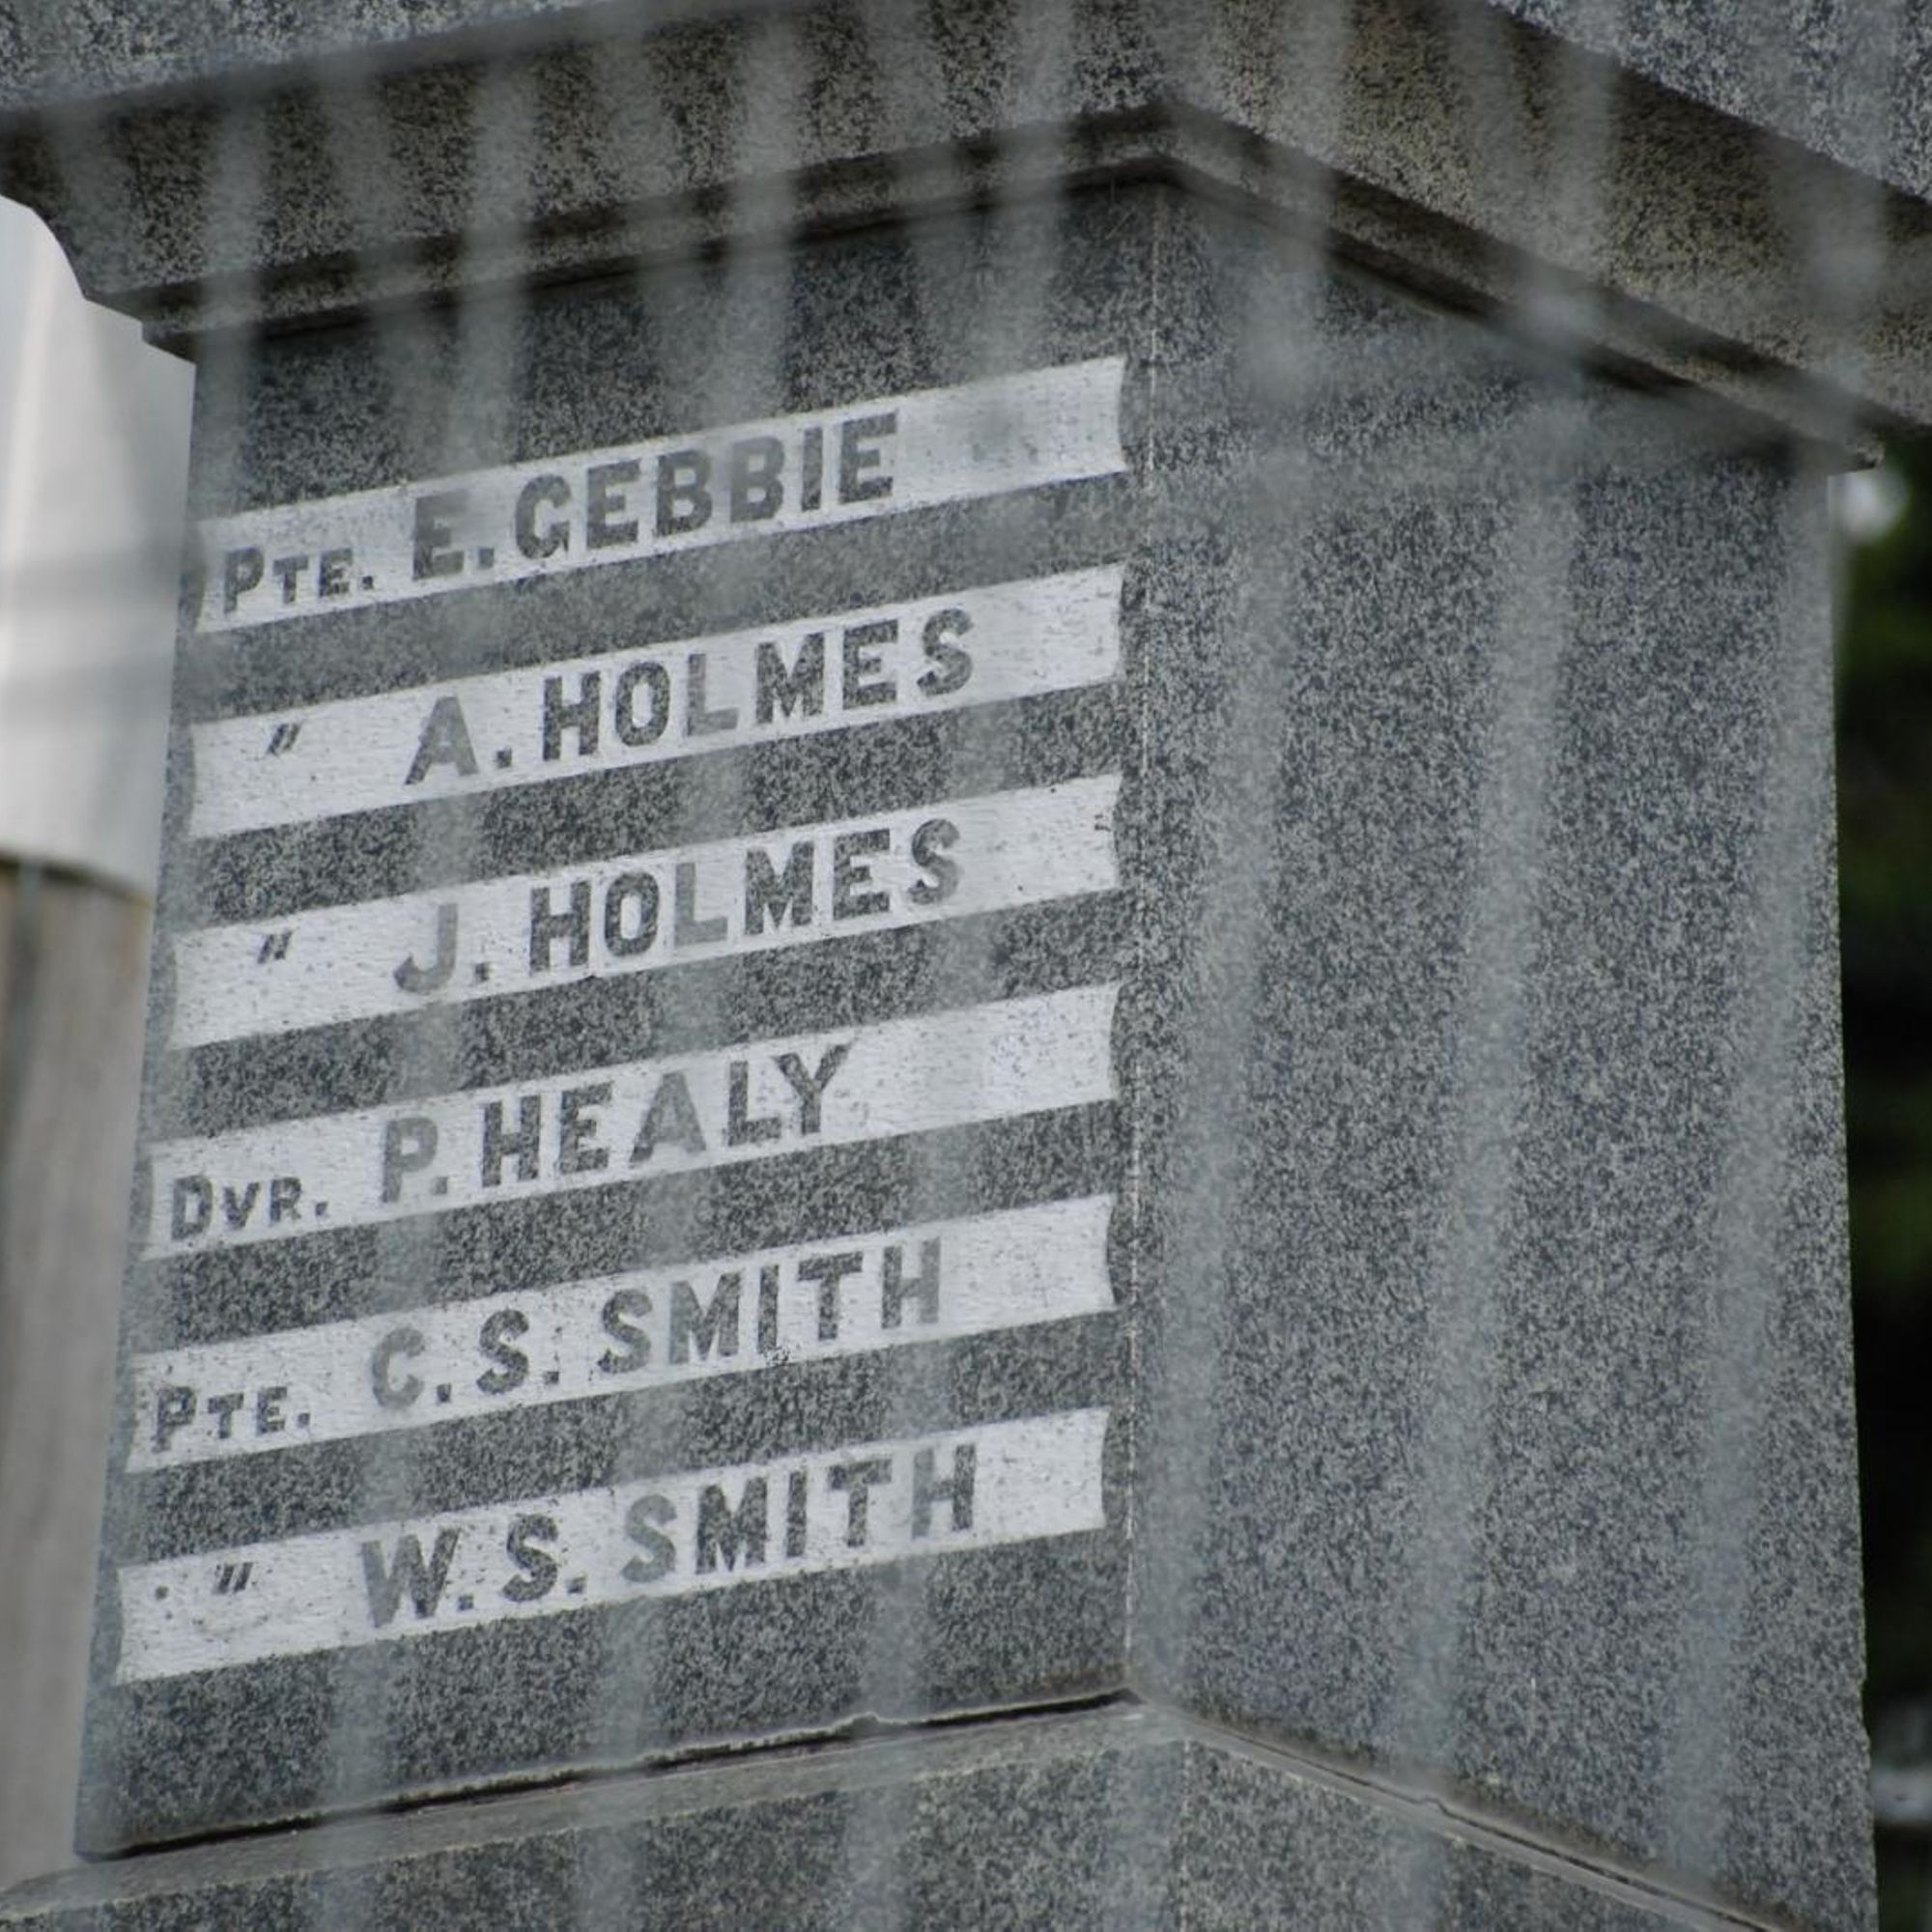 PTE. E. GEBBIE
" A. HOLMES
" J. HOLMES
DVR. P. HEALY
PTE. C. S. SMITH
" W. S. SMITH